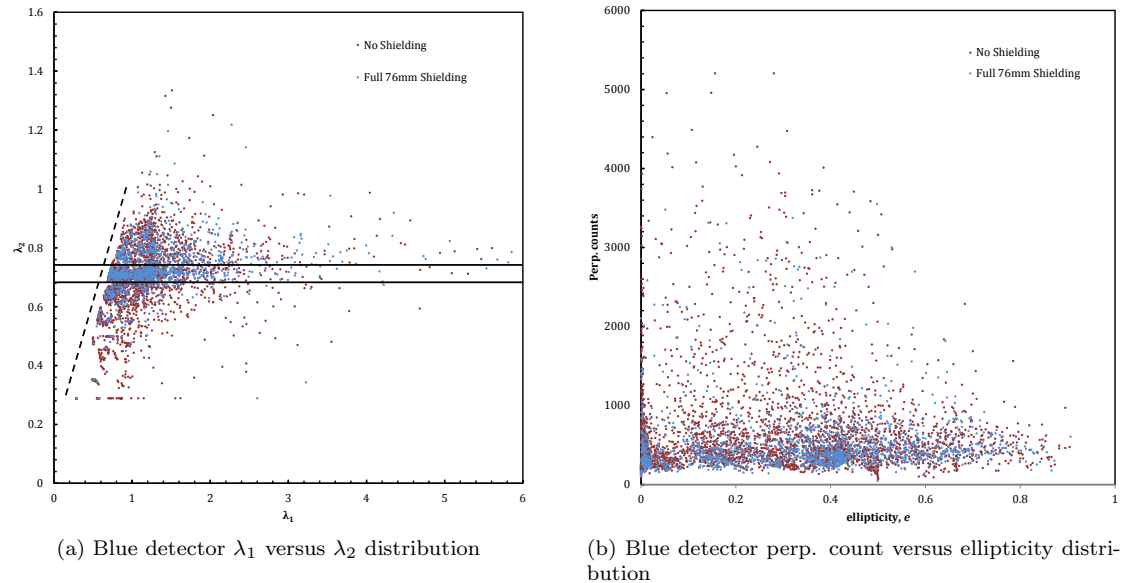 1.6
1.4
1.2
1
0.8
0.6
0.4
0.2
0
0 1 2 3 4 5 6
λ₂
λ₁
No Shielding
Full 76mm Shielding
(a) Blue detector λ₁ versus λ₂ distribution
6000
5000
4000
3000
2000
1000
0
0 0.2 0.4 0.6 0.8 1
Perp. counts
ellipticity, e
No Shielding
Full 76mm Shielding
(b) Blue detector perp. count versus ellipticity distri-
bution